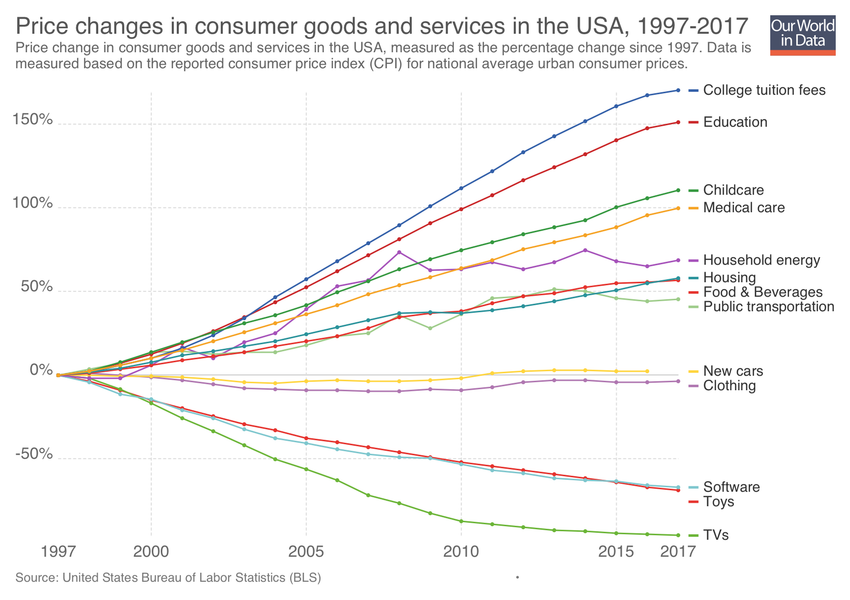 Price changes in consumer goods and services in the USA, 1997-2017
Price change in consumer goods and services in the USA, measured as the percentage change since 1997. Data is
measured based on the reported consumer price index (CPI) for national average urban consumer prices.
Our World
in Data
150%
100%
50%
0%
-50%
College tuition fees
Education
Childcare
Medical care
Household energy
Housing
Food & Beverages
Public transportation
New cars
Clothing
Software
Toys
TVs
1997 2000 2005 2010 2015 2017
Source: United States Bureau of Labor Statistics (BLS)